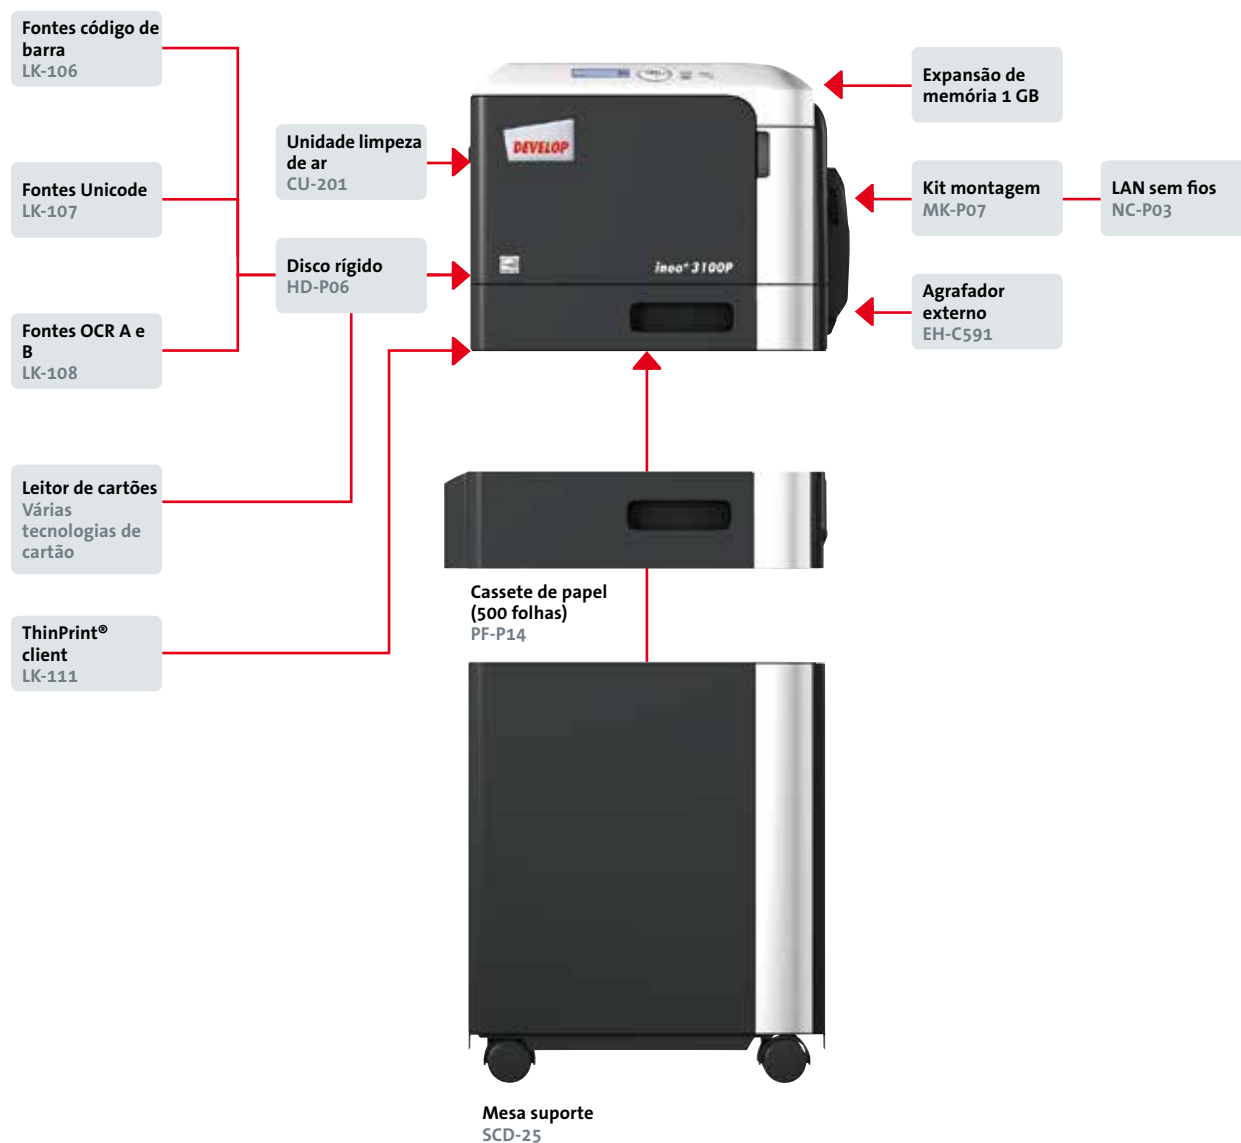 Fontes código de
barra
LK-106
Fontes Unicode
LK-107
Fontes OCR A e
B
LK-108
Leitor de cartões
Várias
tecnologias de
cartão
ThinPrint®
client
LK-111
Unidade limpeza
de ar
CU-201
Disco rígido
HD-P06
DEVELOP
ineo+ 3100P
Expansão de
memória 1 GB
Kit montagem
MK-P07
LAN sem fios
NC-P03
Agrafador
externo
EH-C591
Cassete de papel
(500 folhas)
PF-P14
Mesa suporte
SCD-25